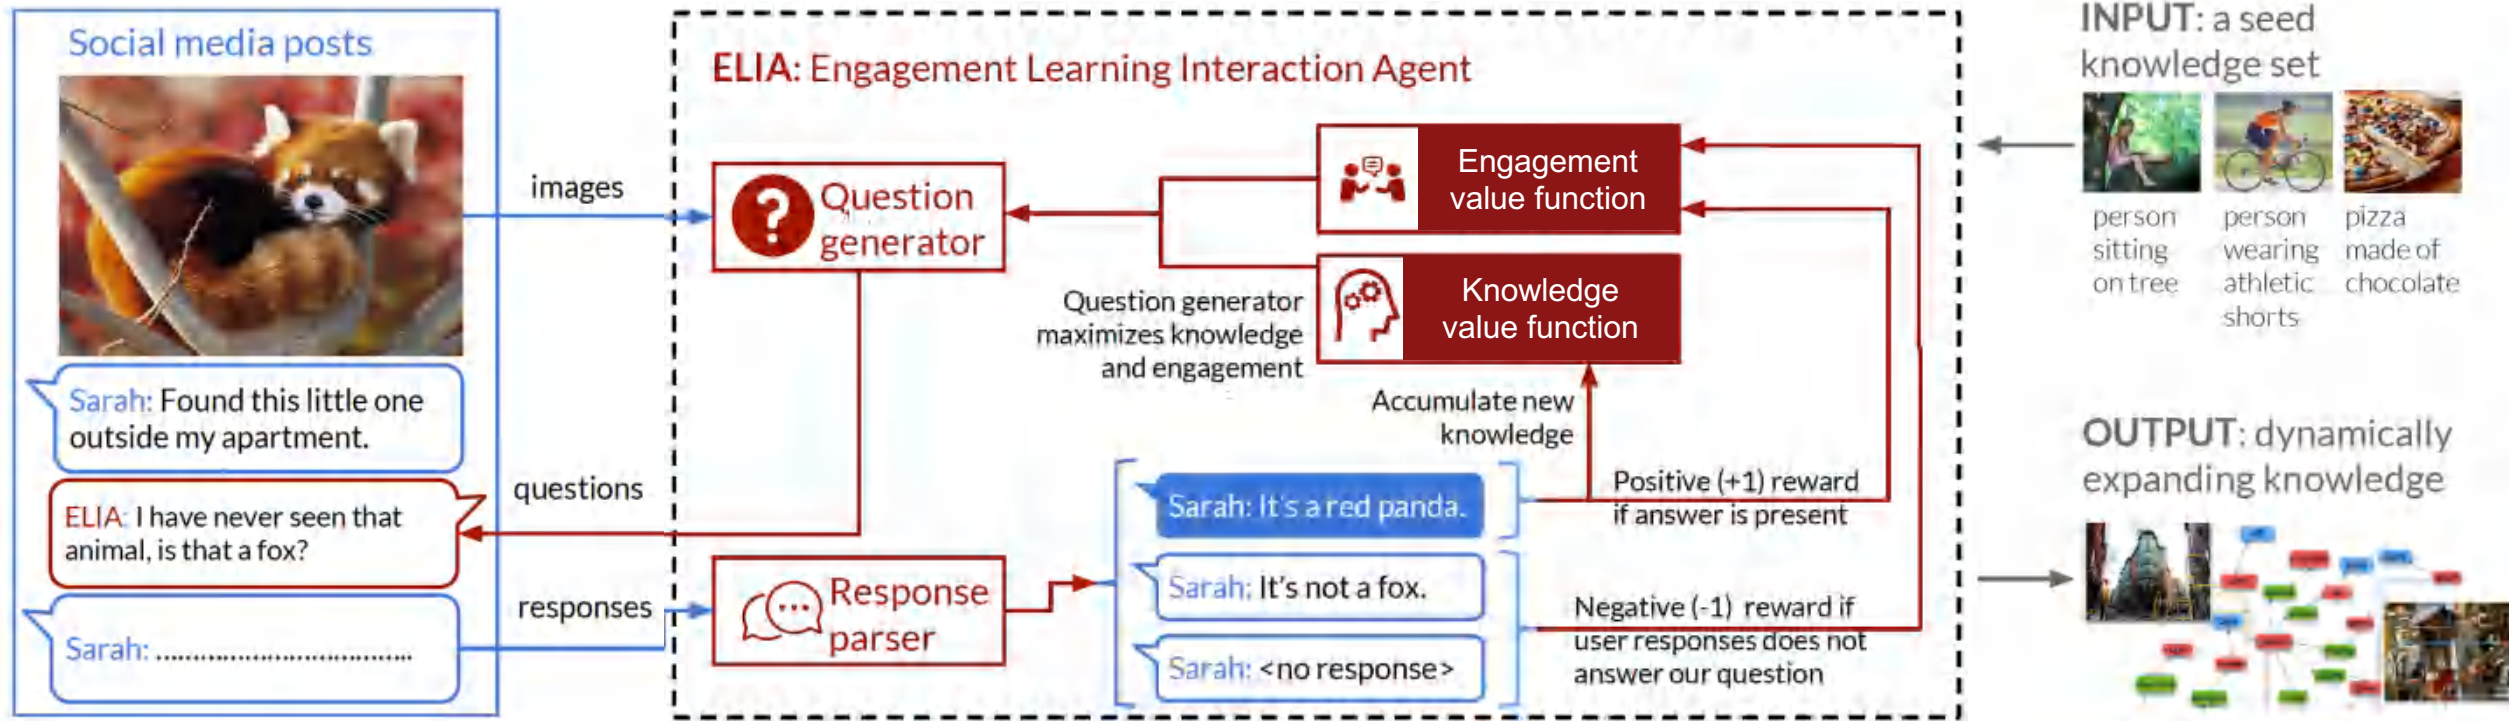 Social media posts
Sarah: Found this little one
outside my apartment.
ELIA: I have never seen that
animal, is that a fox?
Sarah: ....................................
images
questions
responses
ELIA: Engagement Learning Interaction Agent
Question
generator
Engagement
value function
Knowledge
value function
Question generator
maximizes knowledge
and engagement
Accumulate new
knowledge
Response
parser
Sarah: It's a red panda.
Sarah: It's not a fox.
Sarah: <no response>
Positive (+1) reward
if answer is present
Negative (-1) reward if
user responses does not
answer our question
INPUT: a seed
knowledge set
person
sitting
on tree
person
wearing
athletic
shorts
pizza
made of
chocolate
OUTPUT: dynamically
expanding knowledge